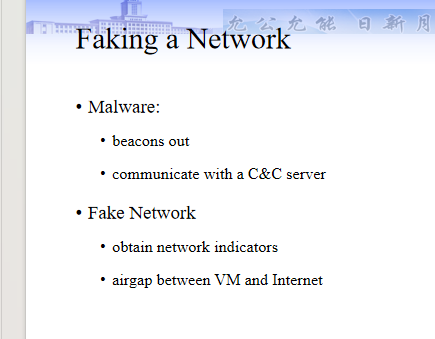 允公允能 日新月
Faking a Network
• Malware:
• beacons out
• communicate with a C&C server
• Fake Network
• obtain network indicators
• airgap between VM and Internet